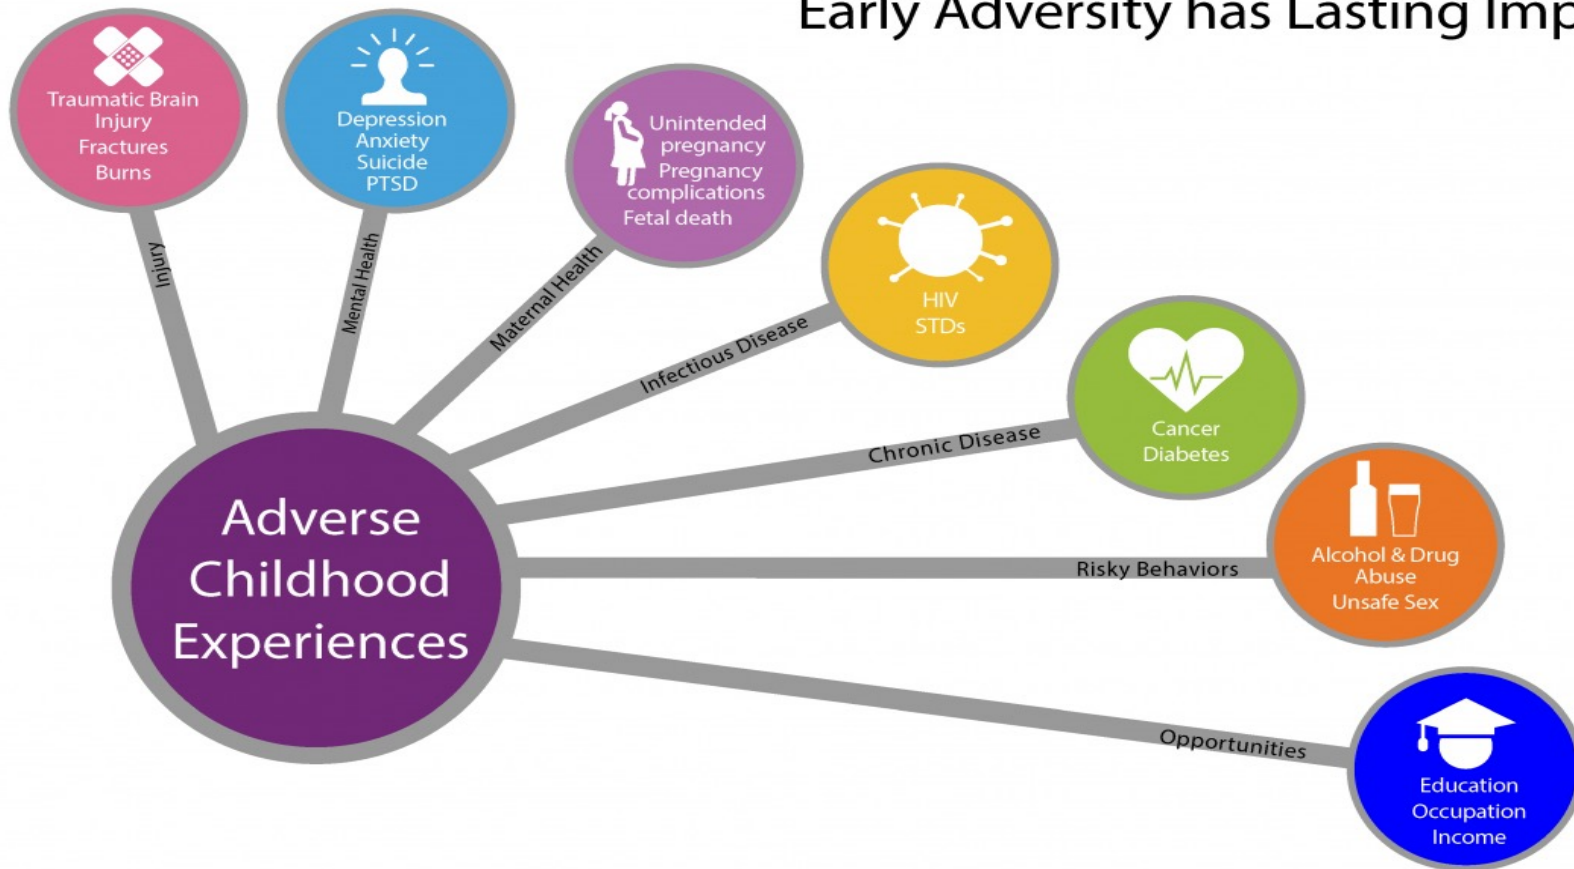 Early Adversity has Lasting Imp
Traumatic Brain
Injury
Fractures
Burns
Depression
Anxiety
Suicide
PTSD
Unintended
pregnancy
Pregnancy
complications
Fetal death
HIV
STDs
Cancer
Diabetes
Alcohol & Drug
Abuse
Unsafe Sex
Education
Occupation
Income
Injury
Mental Health
Maternal Health
Infectious Disease
Chronic Disease
Risky Behaviors
Opportunities
Adverse
Childhood
Experiences